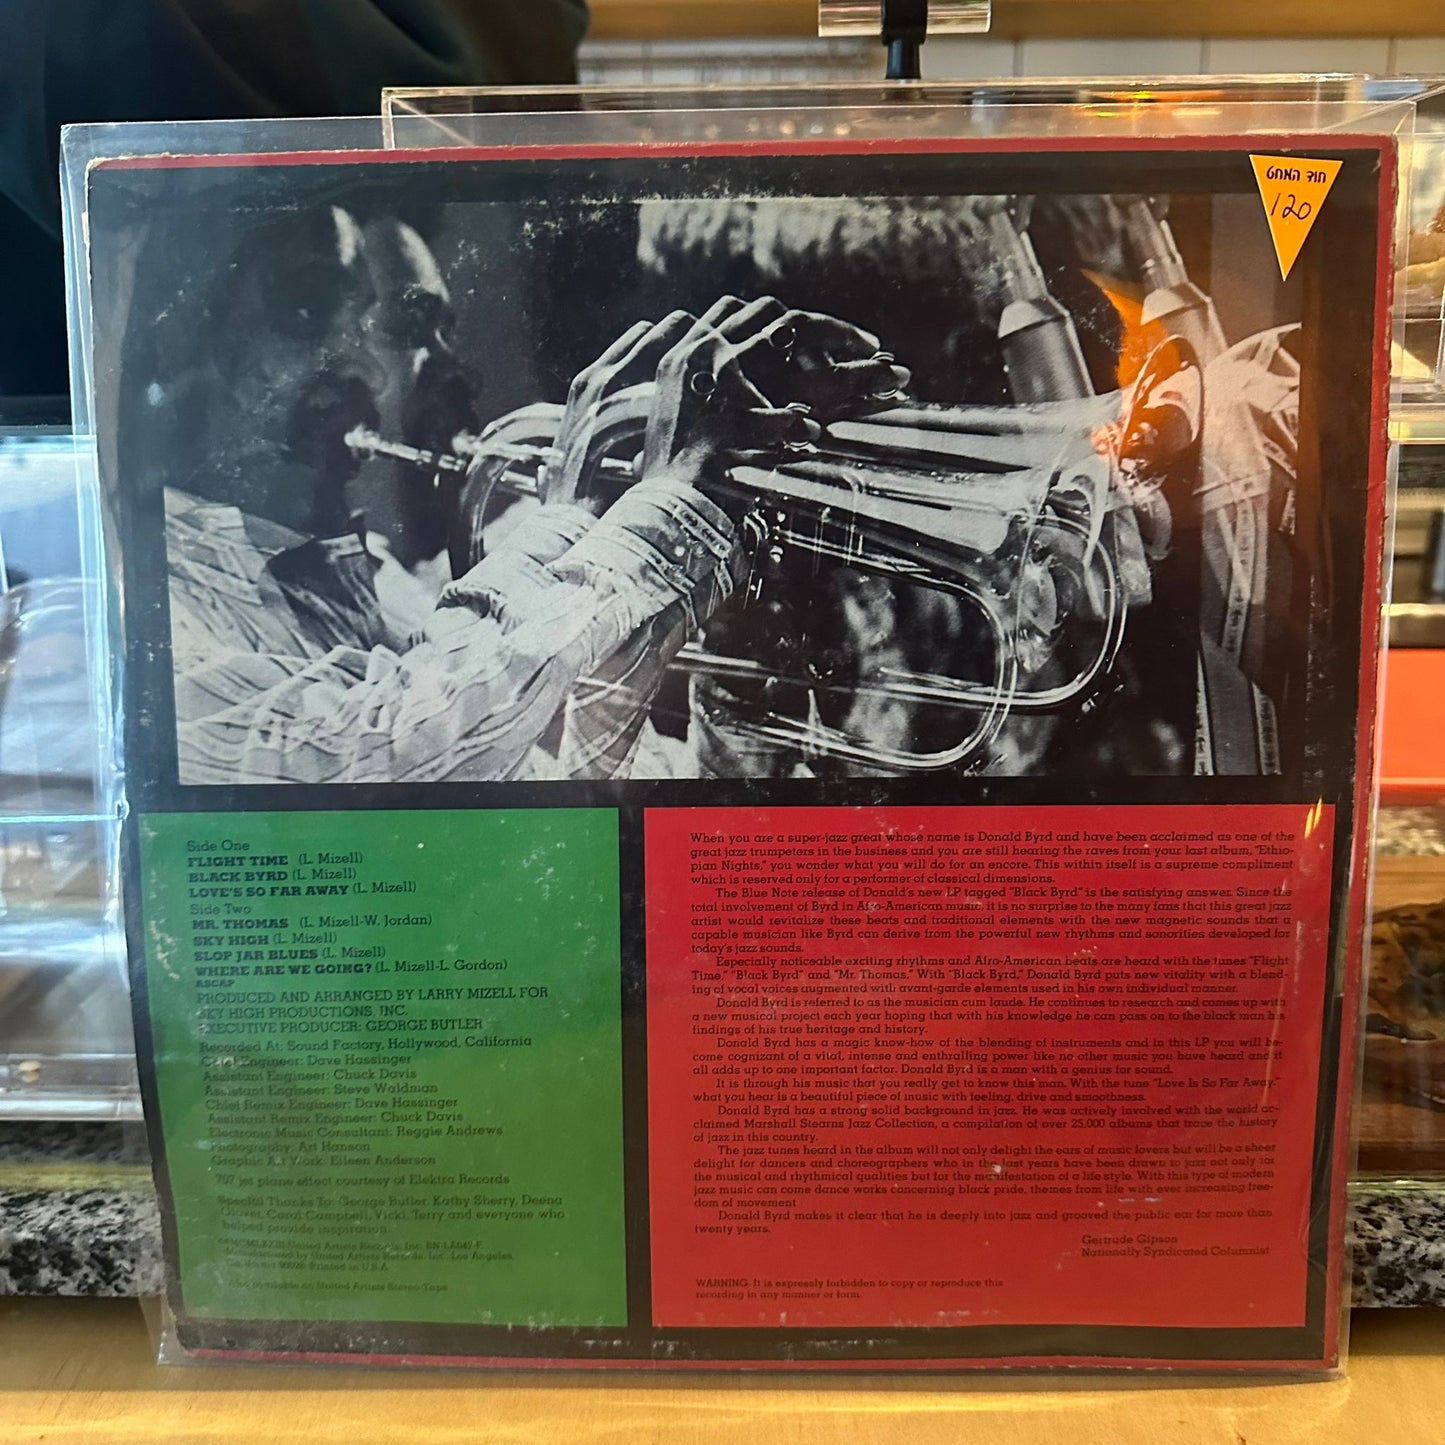 חוד המחט
120
Side One
FLIGHT TIME (L. Mizell)
BLACK BYRD (L. Mizell)
LOVE'S SO FAR AWAY (L. Mizell)
Side Two
MR. THOMAS (L. Mizell-W. Jordan)
SKY HIGH (L. Mizell)
SLOP JAR BLUES (L. Mizell)
WHERE ARE WE GOING? (L. Mizell-L. Gordon)
ASCAP
PRODUCED AND ARRANGED BY LARRY MIZELL FOR
SKY HIGH PRODUCTIONS, INC.
EXECUTIVE PRODUCER: GEORGE BUTLER
Recorded At: Sound Factory, Hollywood, California
Chief Engineer: Dave Hassinger
Assistant Engineer: Chuck Davis
Assistant Engineer: Steve Waldman
Chief Remix Engineer: Dave Hassinger
Assistant Remix Engineer: Chuck Davis
Electronic Music Consultant: Reggie Andrews
Photography: Art Hanson
Graphic Art Work: Eileen Anderson
707 jet plane effect courtesy of Elektra Records
Special Thanks To: George Butler, Kathy Sherry, Deena
Glover, Carol Campbell, Vicki, Terry and everyone who
helped provide inspiration
MCMLXXIII United Artists Records, Inc. BN-LA047-F
Manufactured by United Artists Records, Inc. Los Angeles,
Printed in U.S.A.
Also available on United Artists Stereo Tape
When you are a super-jazz great whose name is Donald Byrd and have been acclaimed as one of the
great jazz trumpeters in the business and you are still hearing the raves from your last album, "Ethio-
pian Nights," you wonder what you will do for an encore. This within itself is a supreme compliment
which is reserved only for a performer of classical dimensions.
The Blue Note release of Donald's new LP tagged "Black Byrd" is the satisfying answer. Since the
total involvement of Byrd in Afro-American music, it is no surprise to the many fans that this great jazz
artist would revitalize these beats and traditional elements with the new magnetic sounds that a
capable musician like Byrd can derive from the powerful new rhythms and sonorities developed for
today's jazz sounds.
Especially noticeable exciting rhythms and Afro-American beats are heard with the tunes "Flight
Time," "Black Byrd" and "Mr. Thomas." With "Black Byrd," Donald Byrd puts new vitality with a blend-
ing of vocal voices augmented with avant-garde elements used in his own individual manner.
Donald Byrd is referred to as the musician cum laude. He continues to research and comes up with
a new musical project each year hoping that with his knowledge he can pass on to the black man his
findings of his true heritage and history.
Donald Byrd has a magic know-how of the blending of instruments and in this LP you will be-
come cognizant of a vital, intense and enthralling power like no other music you have heard and it
all adds up to one important factor. Donald Byrd is a man with a genius for sound.
It is through his music that you really get to know this man. With the tune "Love Is So Far Away,"
what you hear is a beautiful piece of music with feeling, drive and smoothness.
Donald Byrd has a strong solid background in jazz. He was actively involved with the world ac-
claimed Marshall Stearns Jazz Collection, a compilation of over 25,000 albums that trace the history
of jazz in this country.
The jazz tunes heard in the album will not only delight the ears of music lovers but will be a sheer
delight for dancers and choreographers who in the last years have been drawn to jazz not only for
the musical and rhythmical qualities but for the manifestation of a life style. With this type of modern
jazz music can come dance works concerning black pride, themes from life with ever increasing free-
dom of movement.
Donald Byrd makes it clear that he is deeply into jazz and grooved the public ear for more than
twenty years.
Gertrude Gipson
Nationally Syndicated Columnist
WARNING: It is expressly forbidden to copy or reproduce this
recording in any manner or form.